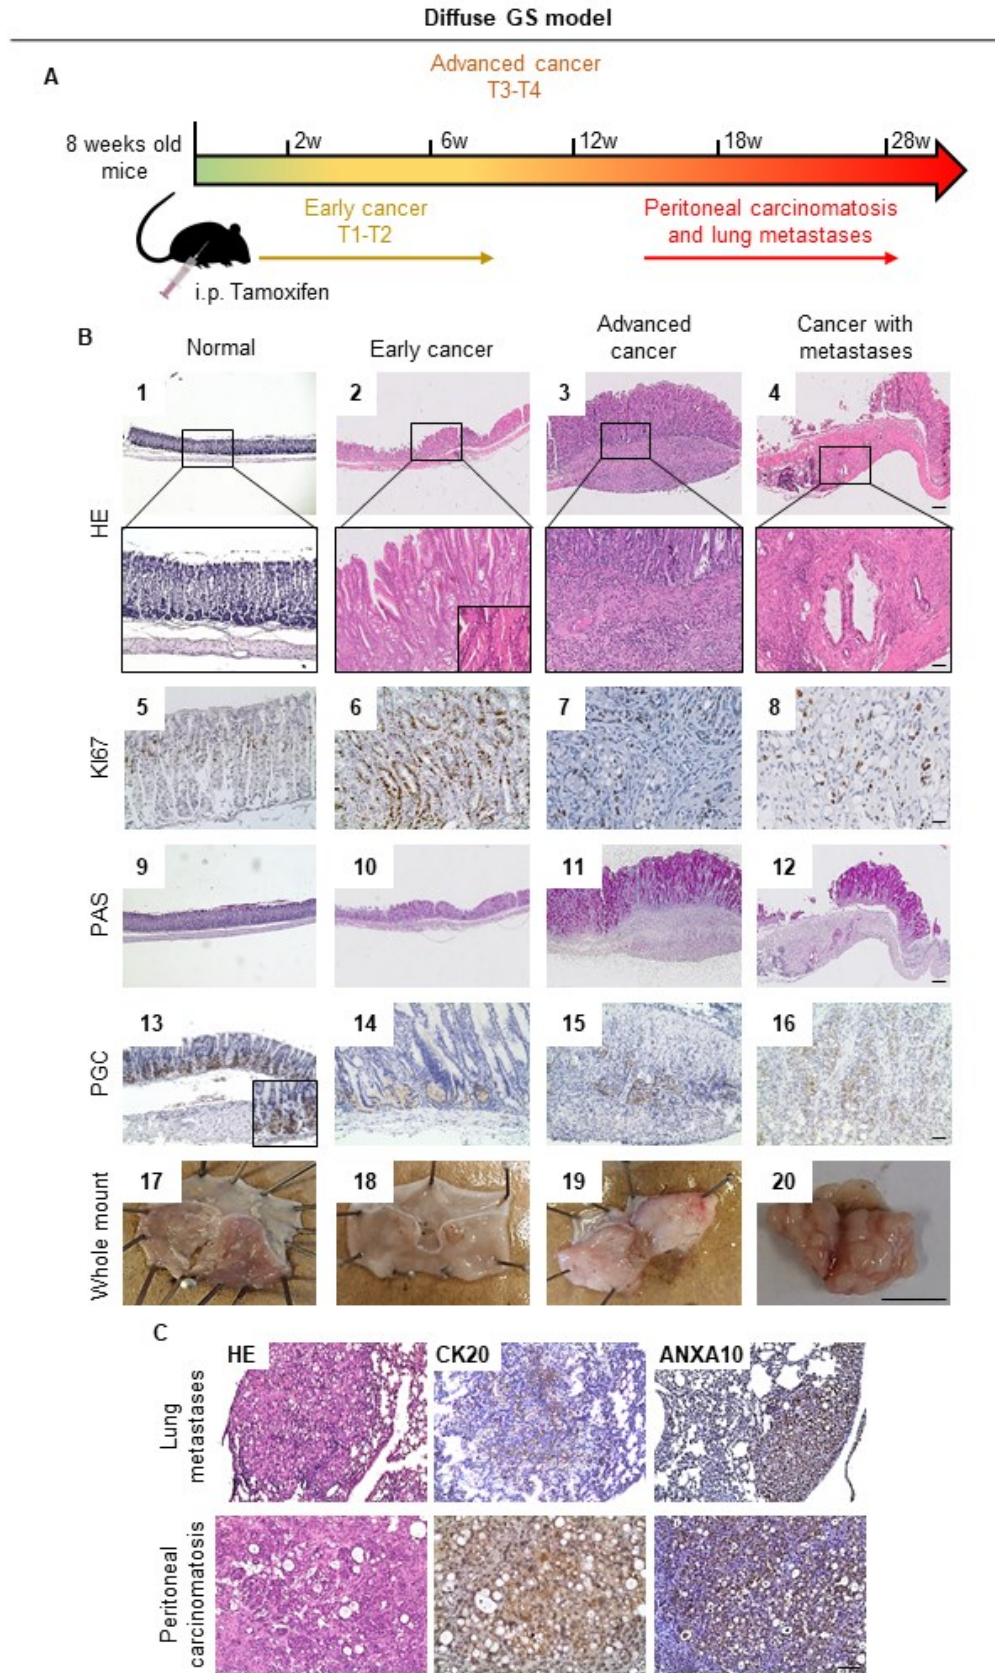 Diffuse GS model
A
Advanced cancer
T3-T4
8 weeks old
mice
2w
6w
12w
18w
28w
Early cancer
T1-T2
Peritoneal carcinomatosis
and lung metastases
i.p. Tamoxifen
B
Normal
Early cancer
Advanced
cancer
Cancer with
metastases
HE
1
2
3
4
KI67
5
6
7
8
PAS
9
10
11
12
PGC
13
14
15
16
Whole mount
17
18
19
20
C
HE
CK20
ANXA10
Lung
metastases
Peritoneal
carcinomatosis